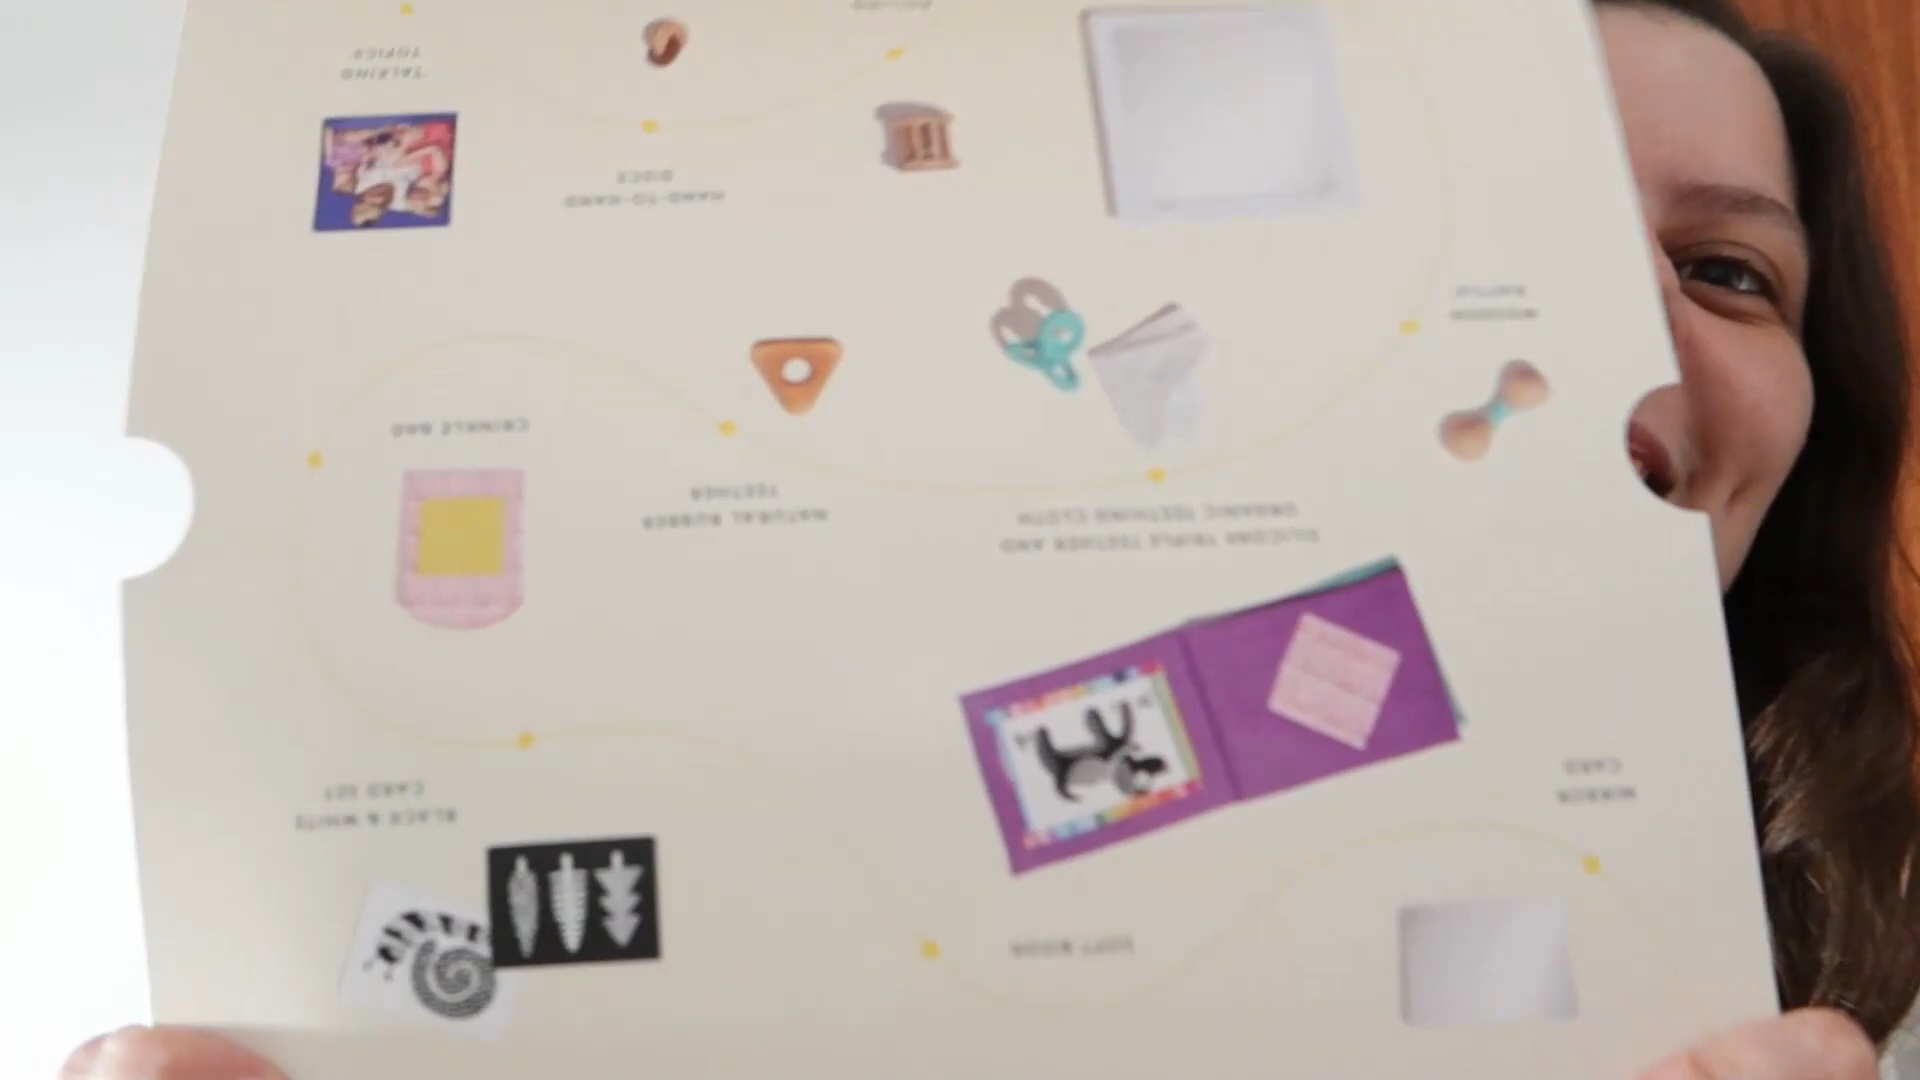 SOFT BOOK
MIRROR
CARD
BLACK & WHITE
CARD SET
SILICONE TRIPLE TEETHER AND
ORGANIC TEETHING CLOTH
NATURAL RUBBER
TEETHER
CRINKLE BAG
WOODEN
RATTLE
HAND-TO-HAND
DISCS
TALKING
TOPICS